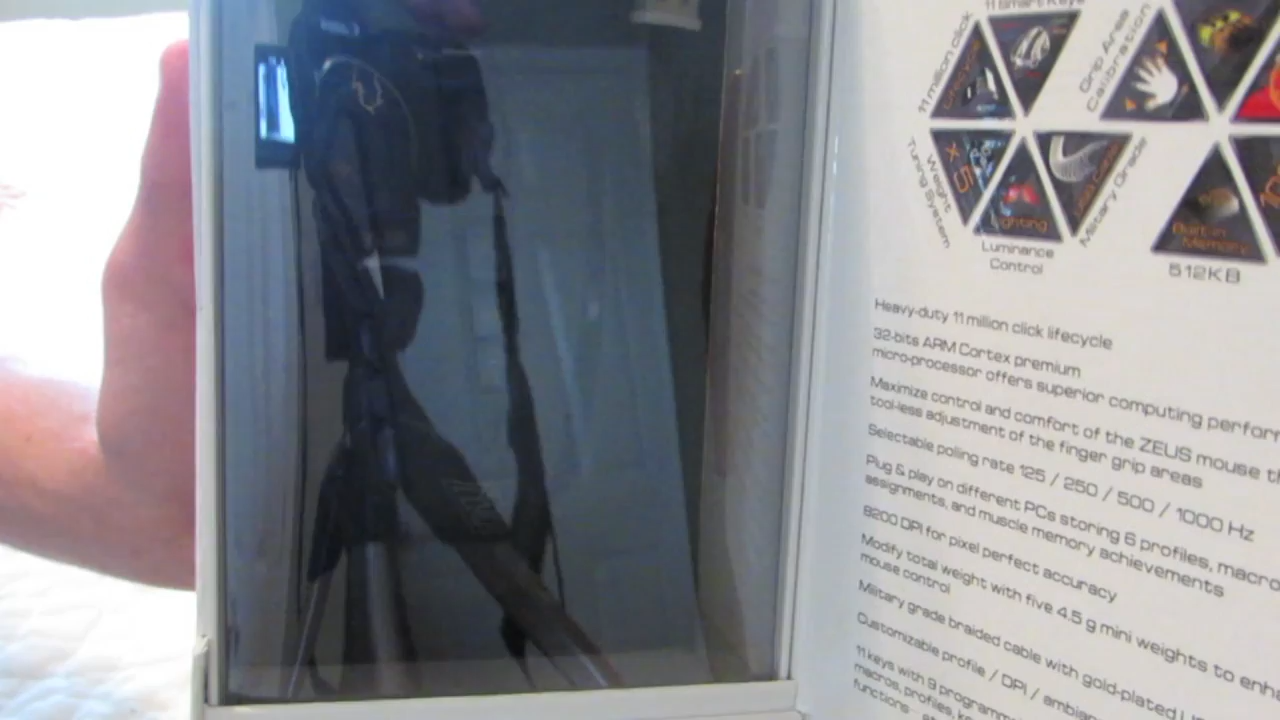 11 Smart Keys
11 million click
Lifecycle
Grip Area
Calibration
x 5
Weight
Tuning System
Lighting
Luminance
Control
USB Cable
Military Grade
Built-in
Memory
512KB
Heavy-duty 11 million click lifecycle
32-bits ARM Cortex premium
micro-processor offers superior computing
Maximize control and comfort of the ZEUS mouse
tool-less adjustment of the finger grip areas
Selectable polling rate 125 / 250 / 500 / 1000 Hz
Plug & play on different PCs storing 6 profiles, macro
assignments, and muscle memory achievements
8200 DPI for pixel perfect accuracy
Modify total weight with five 4.5 g mini weights to
mouse control
Military grade braided cable with gold-plated
Customizable profile / DPI /
11 keys with 9
macros, profiles,
functions